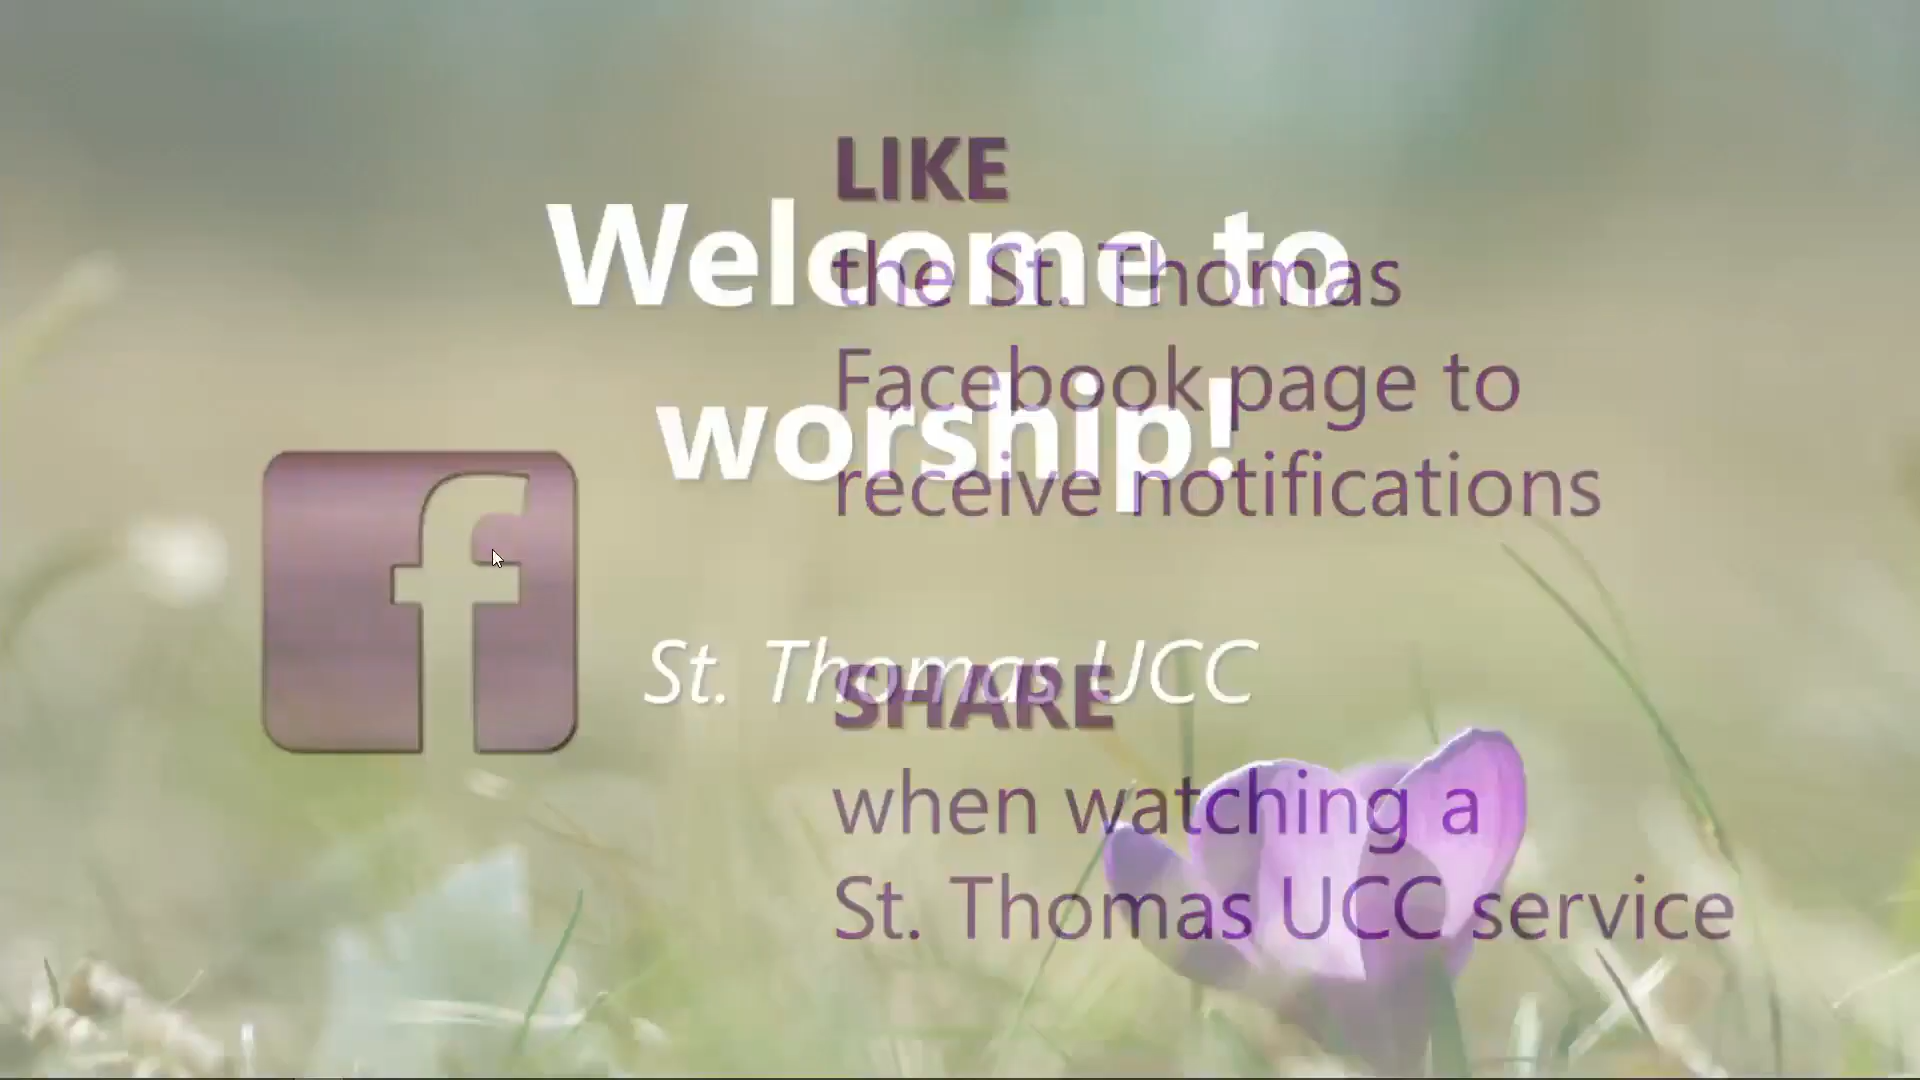 Welcome to
worship!
St. Thomas UCC
LIKE
the St. Thomas
Facebook page to
receive notifications
SHARE
when watching a
St. Thomas UCC service